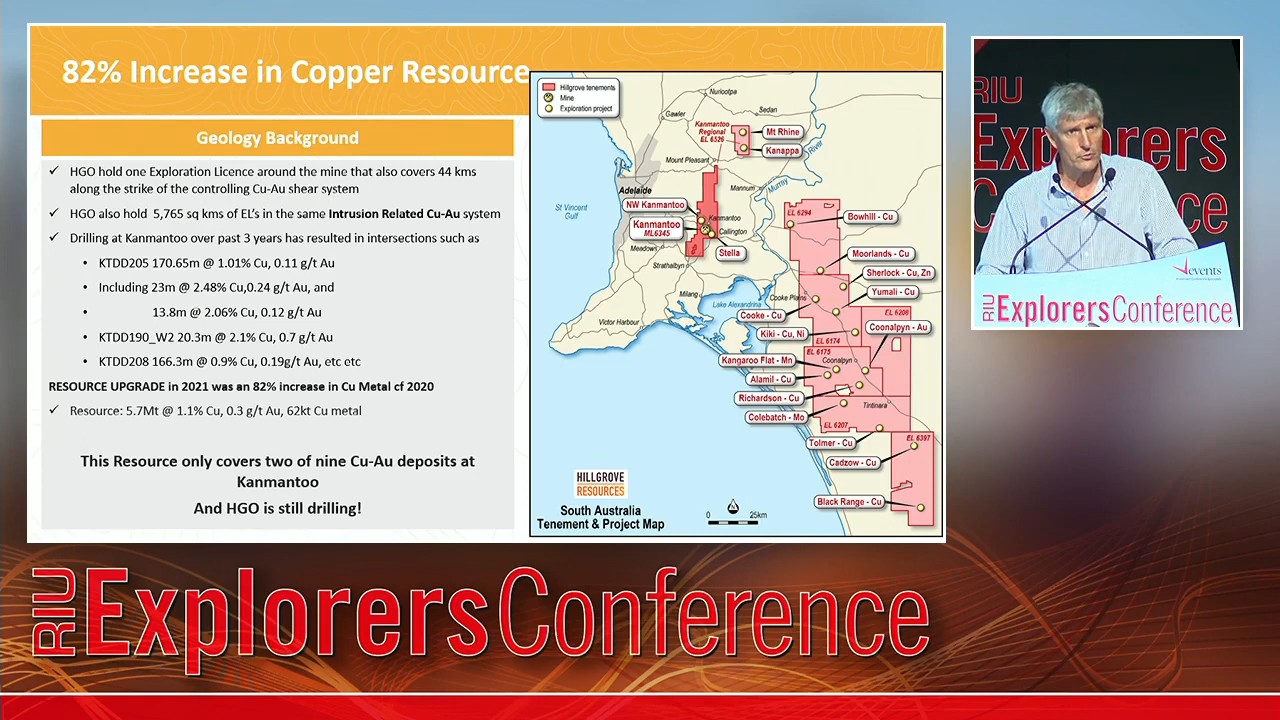 82% Increase in Copper Resource
Geology Background
✓ HGO hold one Exploration Licence around the mine that also covers 44 kms
along the strike of the controlling Cu-Au shear system
✓ HGO also hold 5,765 sq kms of EL's in the same Intrusion Related Cu-Au system
✓ Drilling at Kanmantoo over past 3 years has resulted in intersections such as
• KTDD205 170.65m @ 1.01% Cu, 0.11 g/t Au
• Including 23m @ 2.48% Cu,0.24 g/t Au, and
• 13.8m @ 2.06% Cu, 0.12 g/t Au
• KTDD190_W2 20.3m @ 2.1% Cu, 0.7 g/t Au
• KTDD708 166.3m @ 0.9% Cu, 0.19g/t Au, etc etc
RESOURCE UPGRADE in 2021 was an 82% increase in Cu Metal cf 2020
✓ Resource: 5.7Mt @ 1.1% Cu, 0.3 g/t Au, 62kt Cu metal
This Resource only covers two of nine Cu-Au deposits at
Kanmantoo
And HGO is still drilling!
Hillgrove tenements
Mine
Exploration project
Nuriootpa
Gawler
Sedan
Kanmantoo
Regional
EL 6526
Mt Rhine
Kanappa
River
Mount Pleasant
Adelaide
Mannum
Murray
St Vincent
Gulf
NW Kanmantoo
Kanmantoo
Kanmantoo
ML6345
Callington
Meadows
Stella
Strathalbyn
EL 6294
Bowhill - Cu
Moorlands - Cu
Sherlock - Cu, Zn
Yumali - Cu
Milang
Lake Alexandrina
Cooke Plains
Cooke - Cu
EL 6208
Victor Harbour
Kiki - Cu, Ni
EL 6174
Coonalpyn - Au
EL 6175
Kangaroo Flat - Mn
Coonalpyn
Alamil - Cu
Richardson - Cu
Colebatch - Mo
Tintinara
EL 6207
Tolmer - Cu
EL 6397
Cadzow - Cu
Black Range - Cu
HILLGROVE
RESOURCES
South Australia
Tenement & Project Map
0 25km
RIU
Explorers
Conference
events
RIU ExplorersConference
RIU ExplorersConference